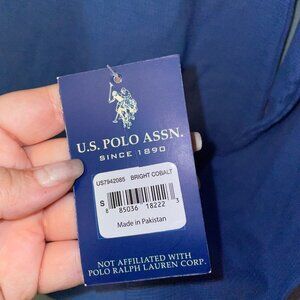 U.S. POLO ASSN.
SINCE 1890
US7942085 BRIGHT COBALT
S
8 85036 18222 3
Made in Pakistan
NOT AFFILIATED WITH
POLO RALPH LAUREN CORP.